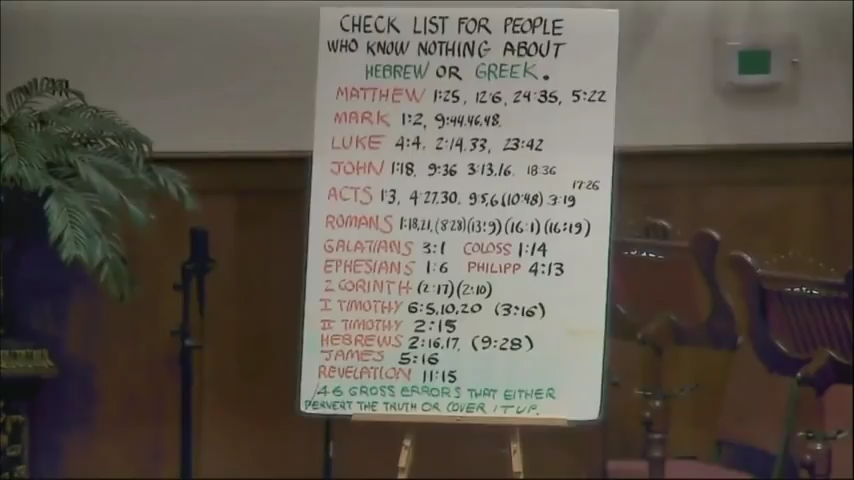 CHECK LIST FOR PEOPLE
WHO KNOW NOTHING ABOUT
HEBREW OR GREEK.
MATTHEW 1:25, 12:6, 24:35, 5:22
MARK 1:2, 9:44.46.48.
LUKE 4:4. 2:14.33, 23:42
JOHN 1:18, 9:36 3:13.16. 18:36
17:26
ACTS 1:3, 4:27.30. 9:5,6 (10:48) 3:19
ROMANS 1:18,21, (8:28) (13:9) (16:1) (16:19)
GALATIANS 3:1 COLOSS 1:14
EPHESIANS 1:6 PHILIPP 4:13
2 CORINTH (2:17) (2:10)
I TIMOTHY 6:5,10,20 (3:16)
II TIMOTHY 2:15
HEBREWS 2:16,17, (9:28)
JAMES 5:16
REVELATION 11:15
46 GROSS ERRORS THAT EITHER
PERVERT THE TRUTH OR COVER IT UP.